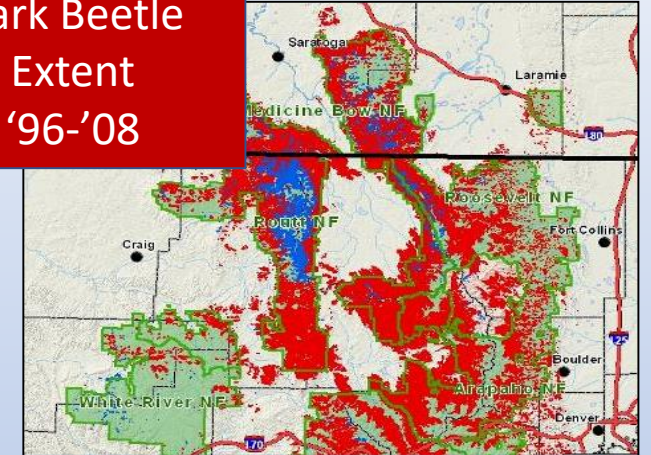 ark Beetle
Extent
'96-'08
Saratoga
Laramie
edicine Bow NF
80
Routt NF
Roosevelt NF
Craig
Fort Collins
25
Boulder
White River NF
Arapaho NF
Denver
I70